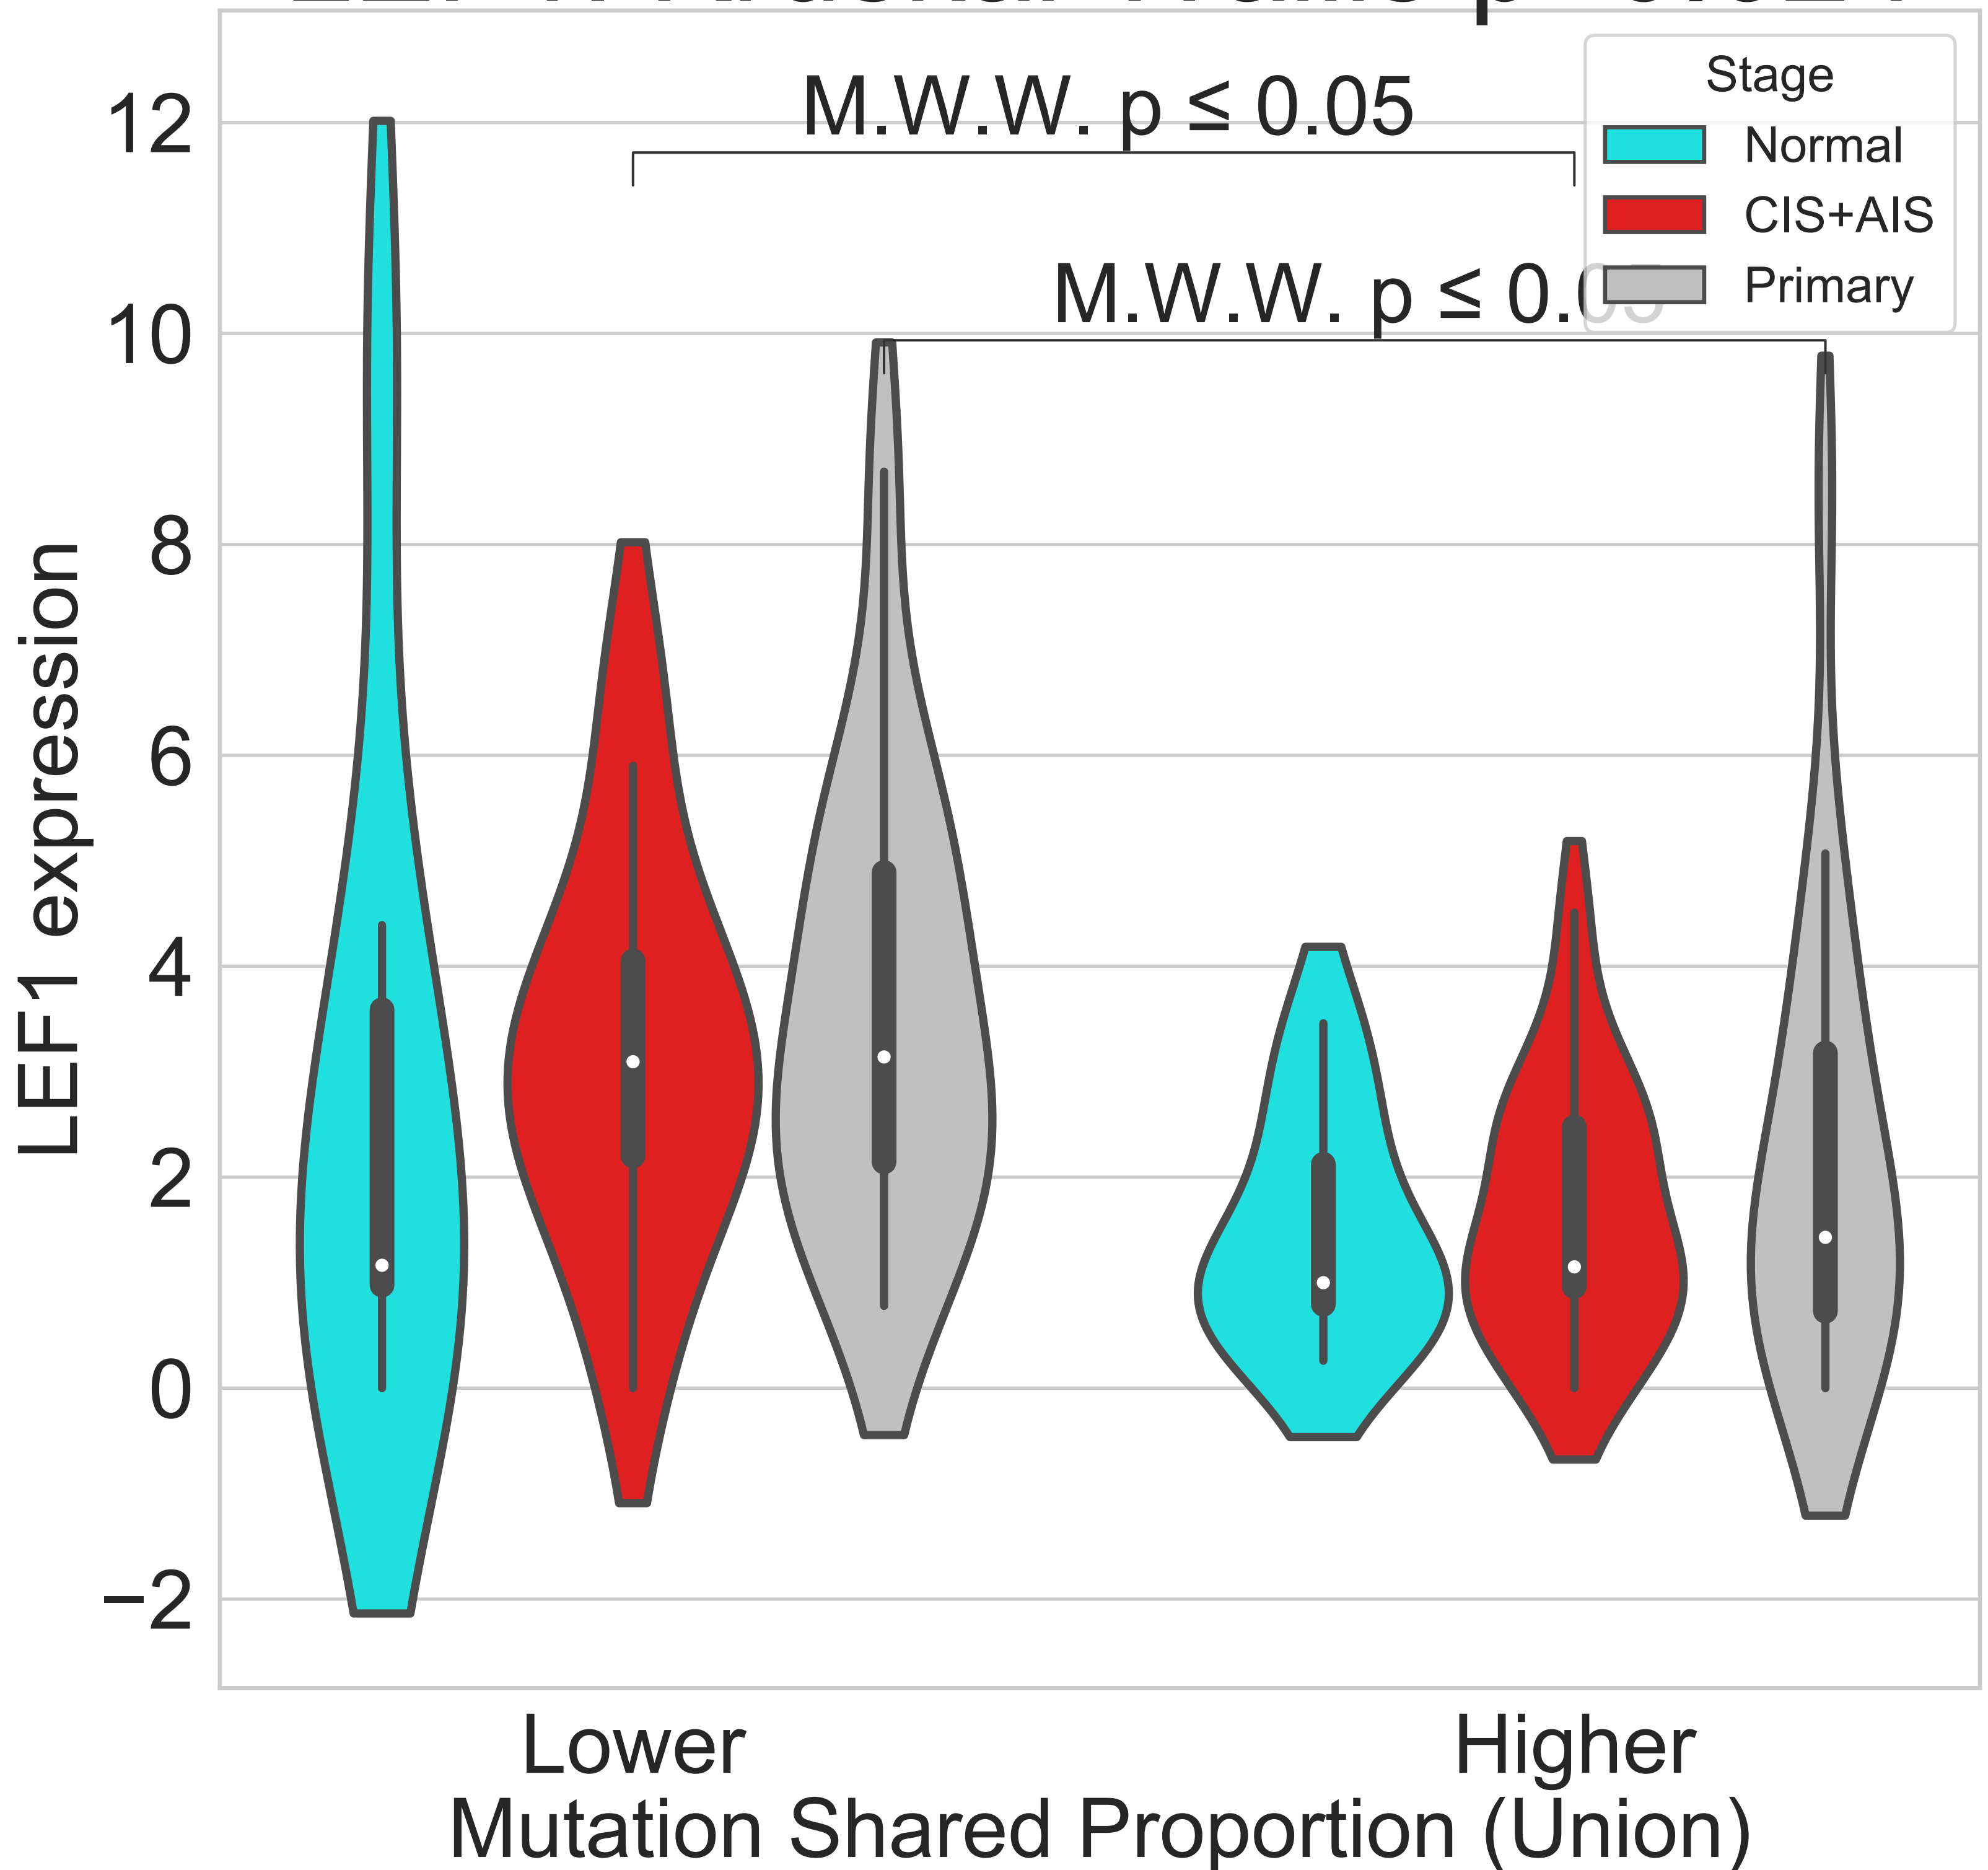 M.W.W. p ≤ 0.05
Stage
Normal
CIS+AIS
Primary
M.W.W. p ≤ 0.05
12
10
8
6
4
2
0
−2
LEF1 expression
Lower
Higher
Mutation Shared Proportion (Union)